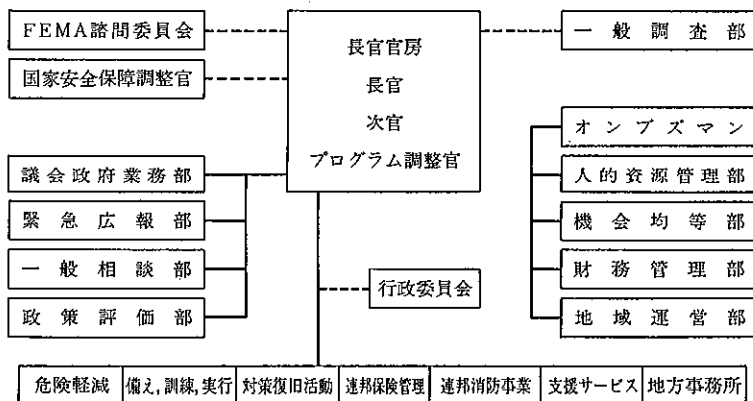 FEMA諮問委員会
国家安全保障調整官
長官官房
長官
次官
プログラム調整官
一般調査部
議会政府業務部
緊急広報部
一般相談部
政策評価部
オンブズマン
人的資源管理部
機会均等部
財務管理部
地域運営部
行政委員会
危険軽減
備え,訓練,実行
対策復旧活動
連邦保険管理
連邦消防事業
支援サービス
地方事務所